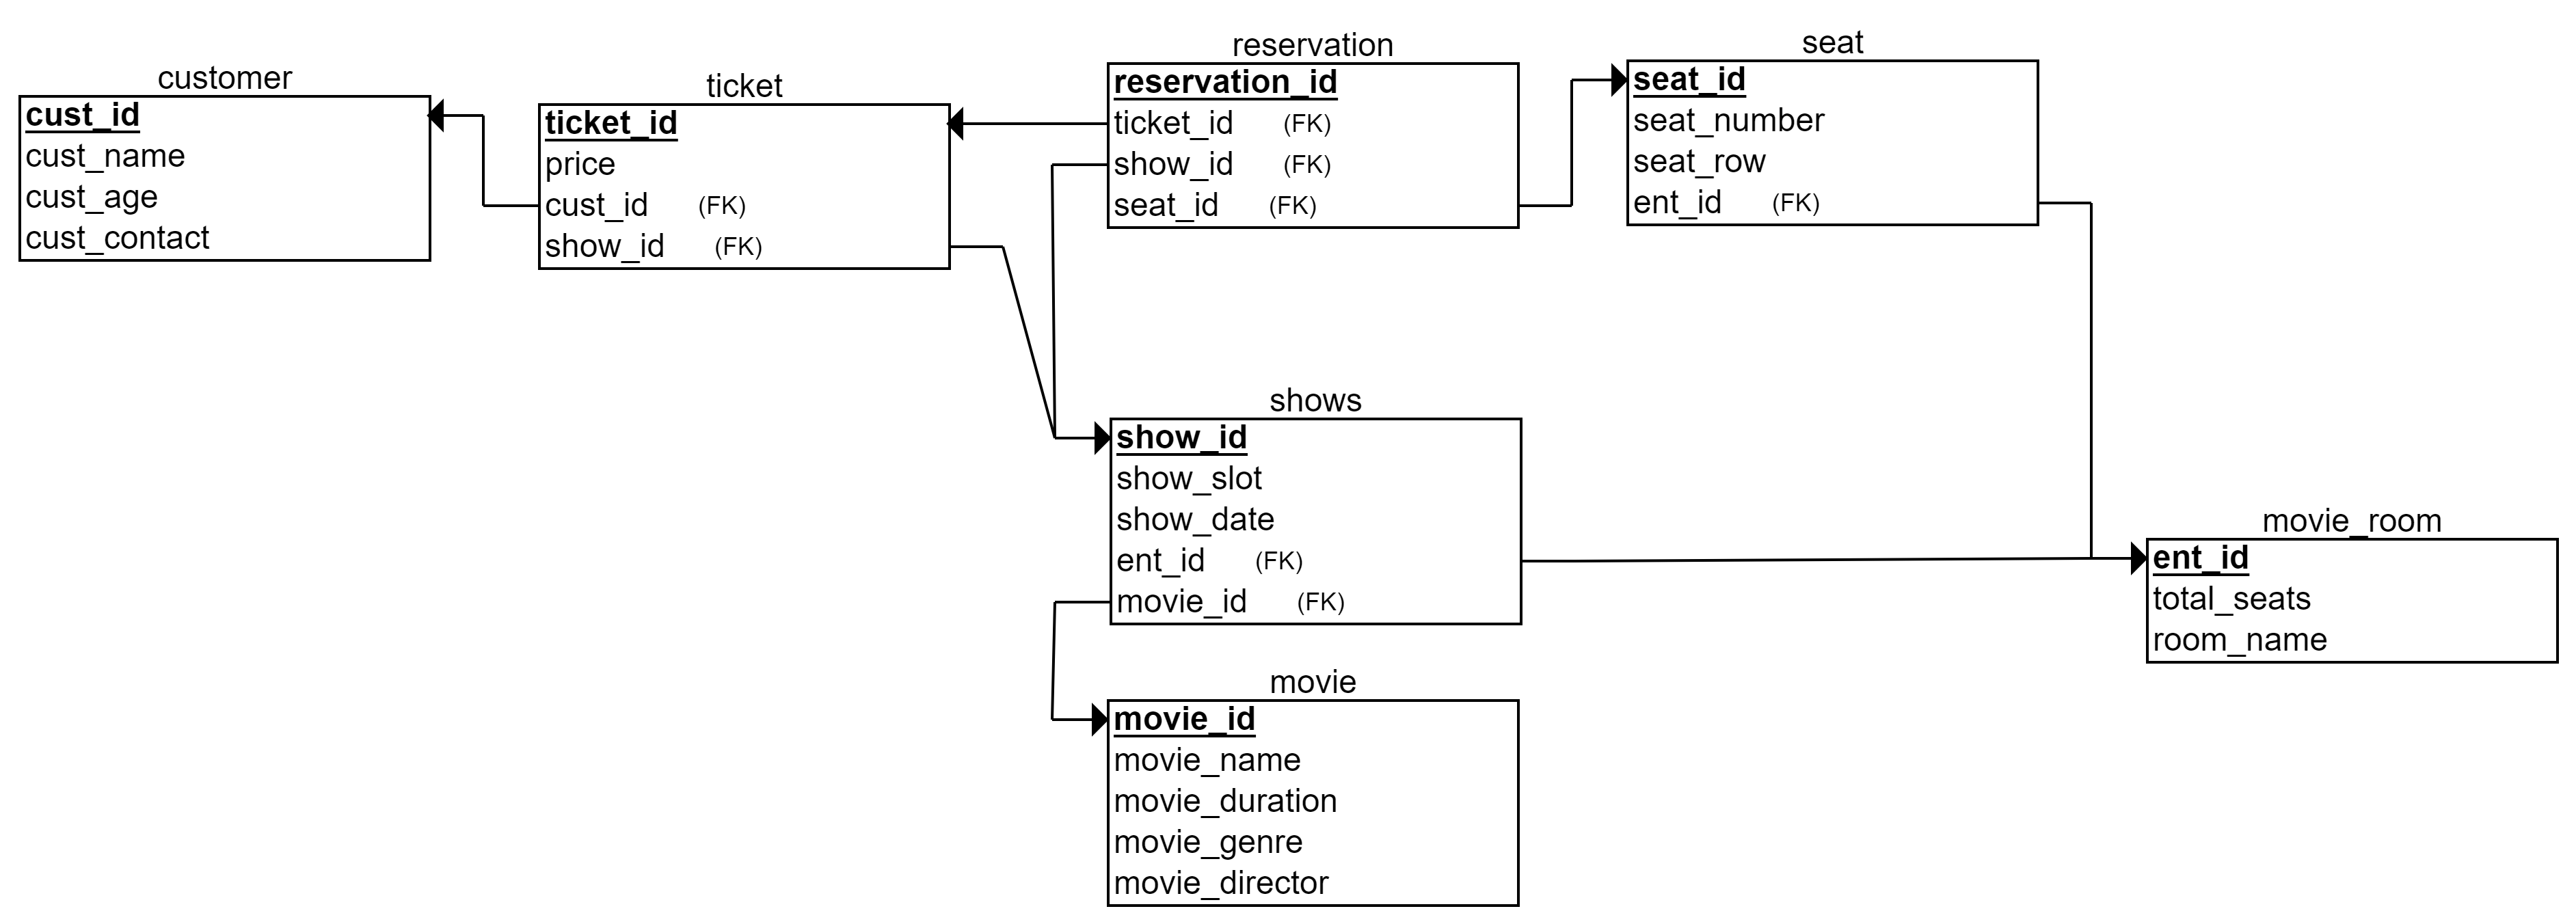 customer
cust_id
cust_name
cust_age
cust_contact
ticket
ticket_id
price
cust_id (FK)
show_id (FK)
reservation
reservation_id
ticket_id (FK)
show_id (FK)
seat_id (FK)
seat
seat_id
seat_number
seat_row
ent_id (FK)
shows
show_id
show_slot
show_date
ent_id (FK)
movie_id (FK)
movie_room
ent_id
total_seats
room_name
movie
movie_id
movie_name
movie_duration
movie_genre
movie_director